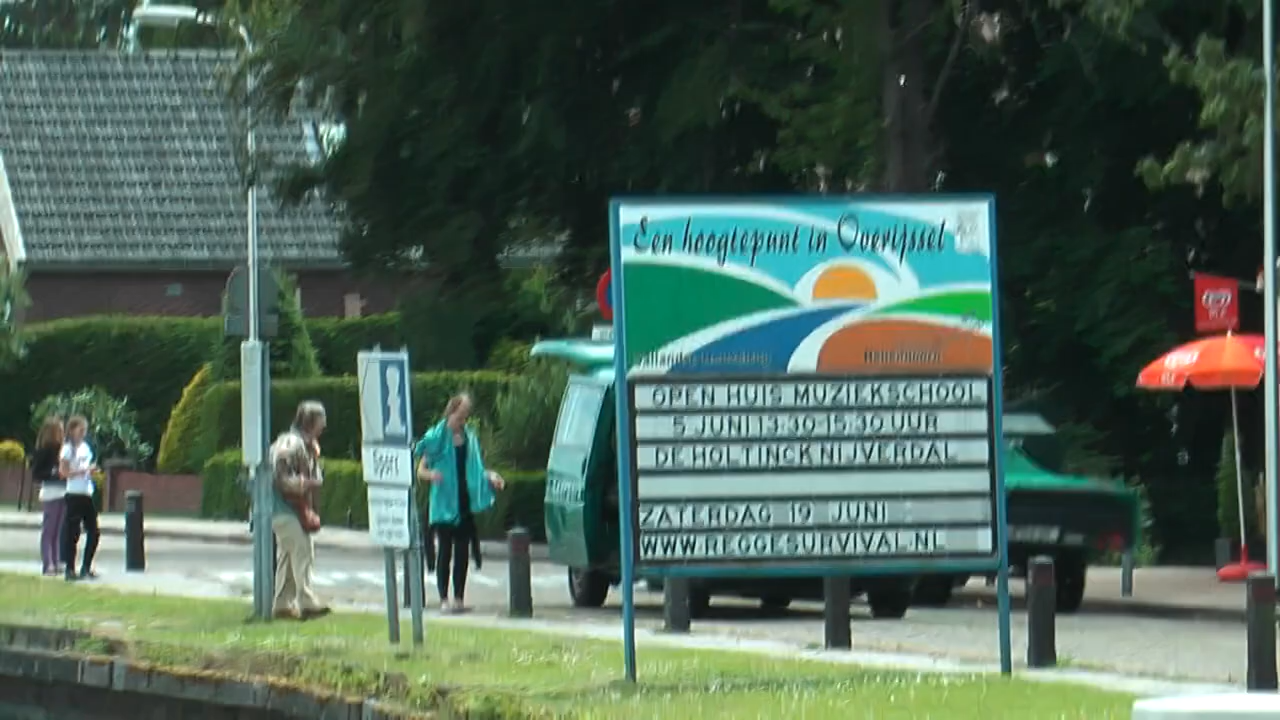 Een hoogtepunt in Overijssel
Hellendoorn
OPEN HUIS MUZIEKSCHOOL
5 JUNI 13.30-15.30 UUR
DE HOLTINCK NIJVERDAL
ZATERDAG 19 JUNI
WWW.REGGESURVIVAL.NL